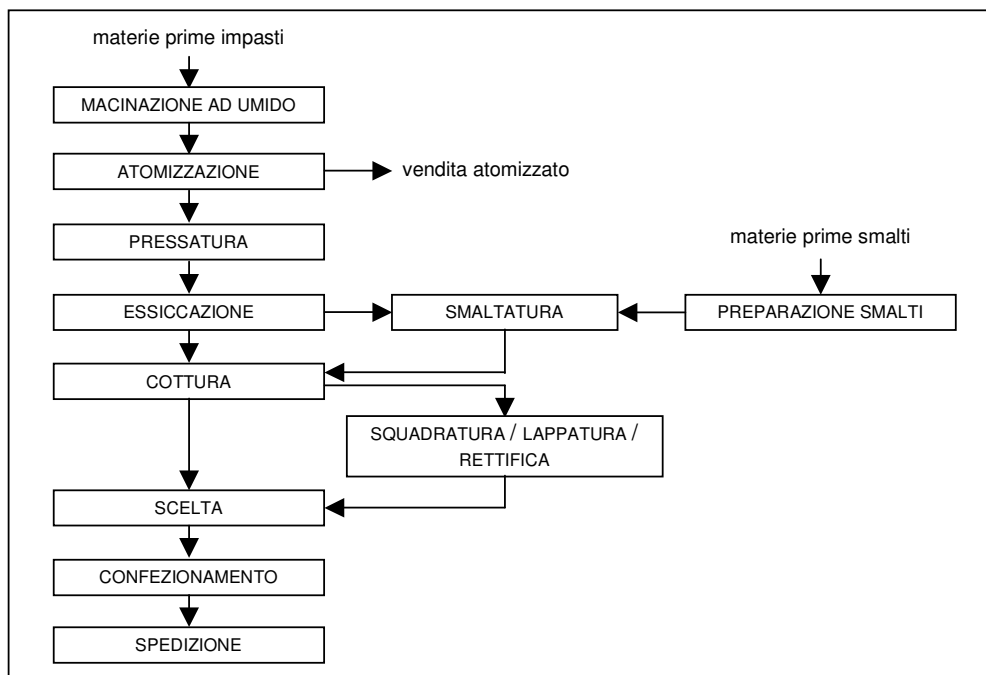 materie prime impasti
MACINAZIONE AD UMIDO
ATOMIZZAZIONE
vendita atomizzato
PRESSATURA
materie prime smalti
ESSICCAZIONE
SMALTATURA
PREPARAZIONE SMALTI
COTTURA
SQUADRATURA / LAPPATURA /
RETTIFICA
SCELTA
CONFEZIONAMENTO
SPEDIZIONE